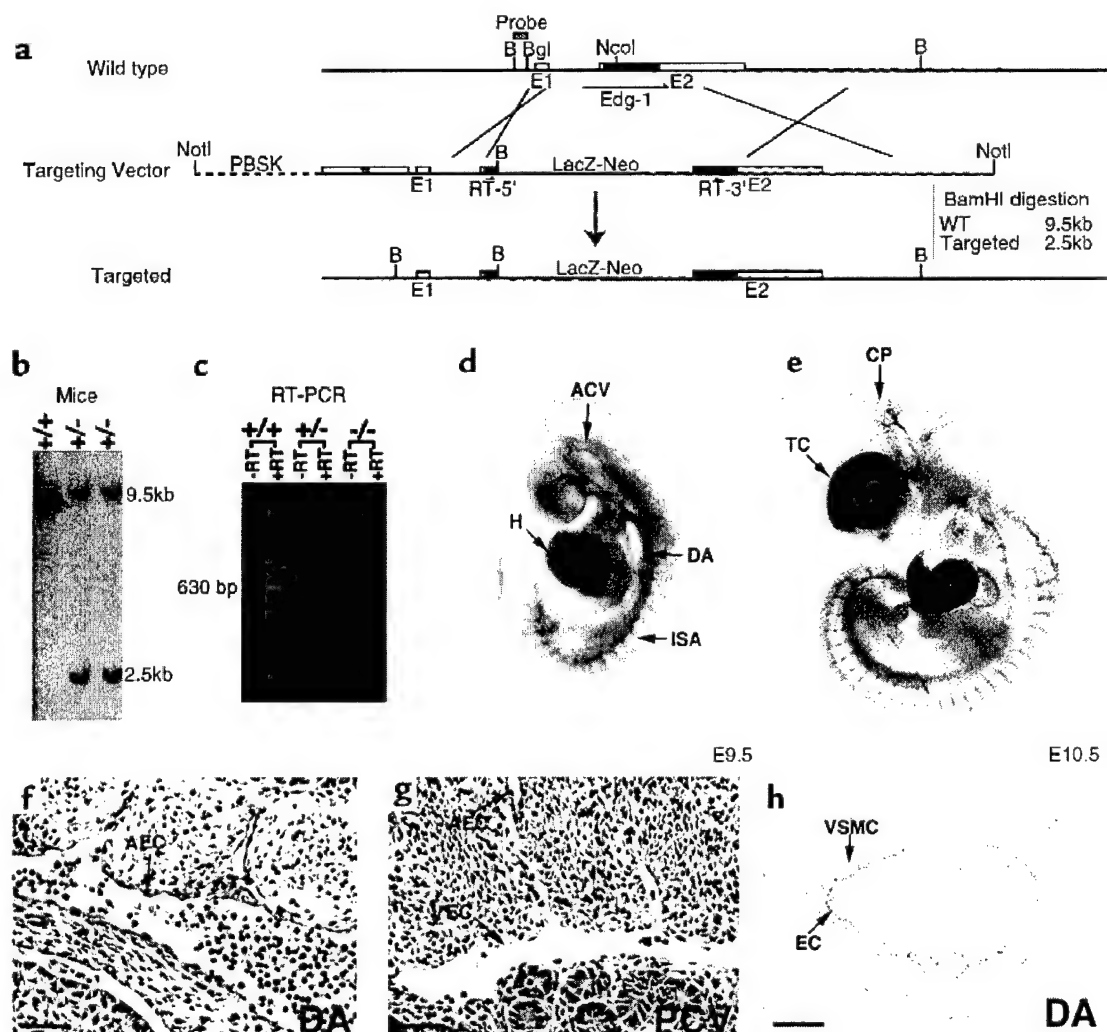 a
Probe
B Bgl NcoI B
Wild type
E1 E2
Edg-1
NotI PBSK B LacZ-Neo NotI
Targeting Vector
E1 RT-5' RT-3' E2
BamHI digestion
WT 9.5kb
Targeted 2.5kb
B B LacZ-Neo B
Targeted
E1 E2
b
Mice
+/+ +/- +/-
9.5kb
2.5kb
c
RT-PCR
+/+ +/- -/-
-RT +RT -RT +RT -RT +RT
630 bp
d
ACV
H
DA
ISA
E9.5
e
CP
TC
E10.5
f
AEC
DA
g
AEC
VEC
PCV
h
VSMC
EC
DA